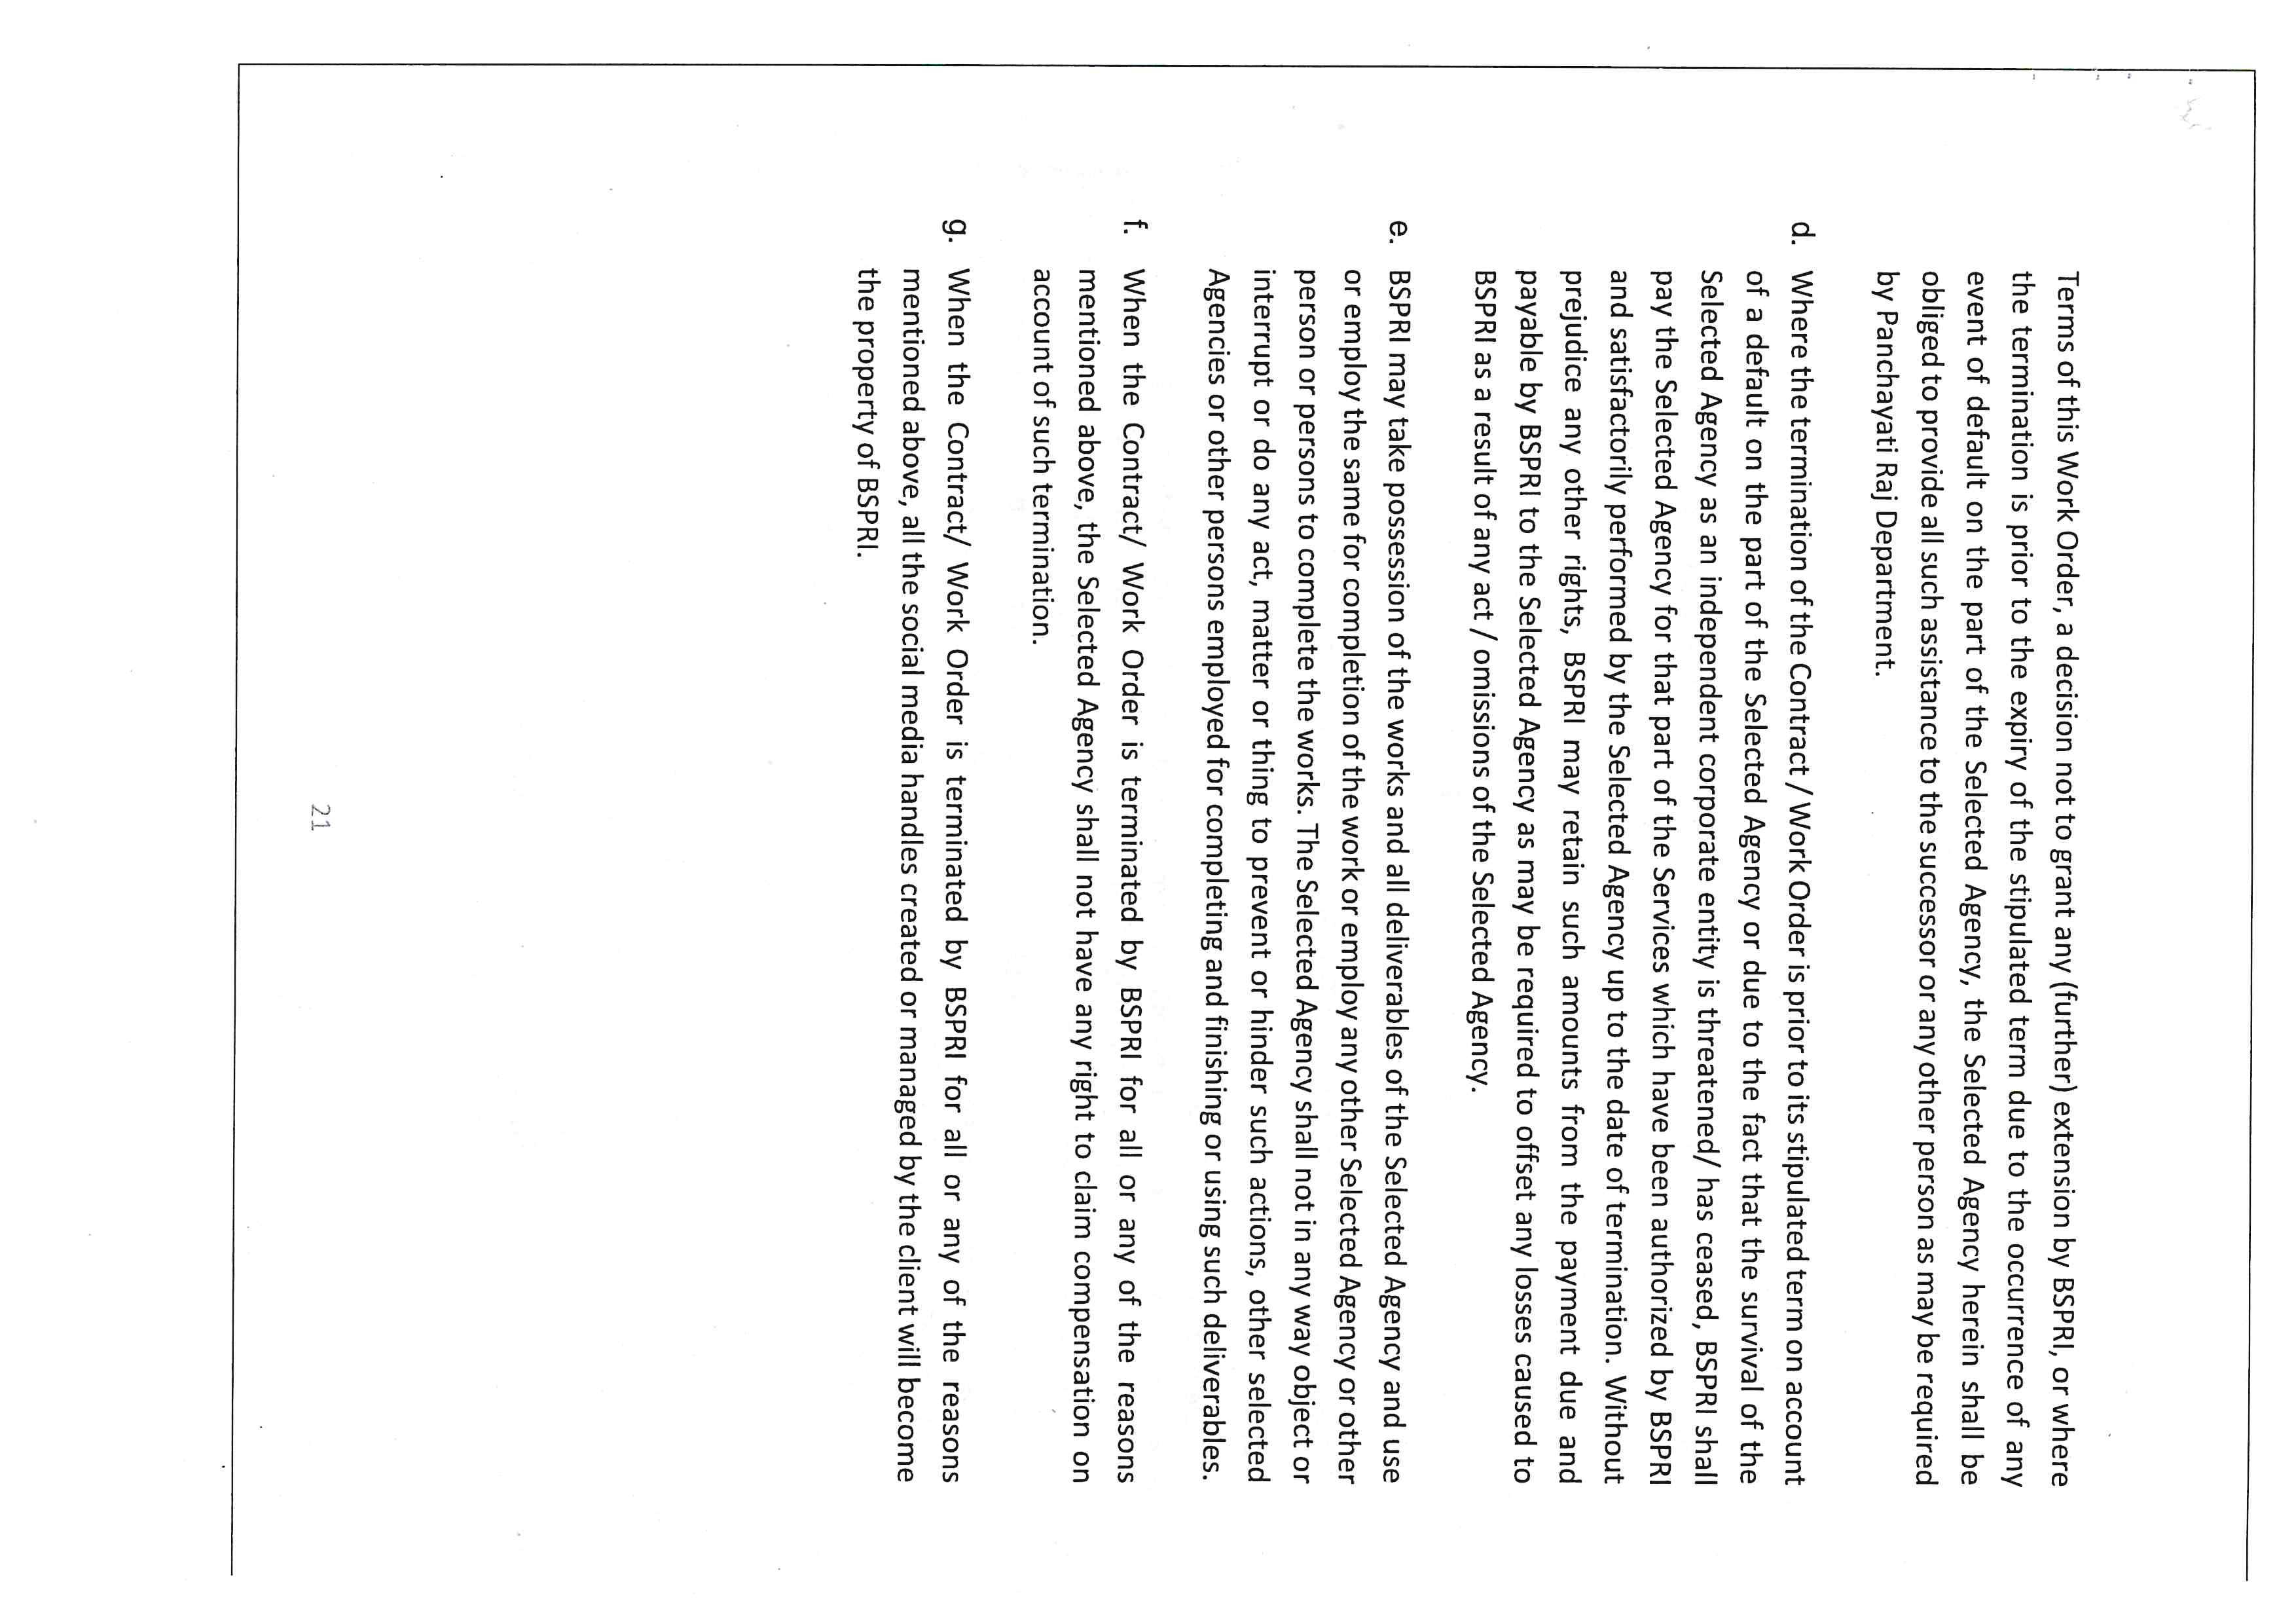 Terms of this Work Order, a decision not to grant any (further) extension by BSPRI, or where
the termination is prior to the expiry of the stipulated term due to the occurrence of any
event of default on the part of the Selected Agency, the Selected Agency herein shall be
obliged to provide all such assistance to the successor or any other person as may be required
by Panchayati Raj Department.
d. Where the termination of the Contract / Work Order is prior to its stipulated term on account
of a default on the part of the Selected Agency or due to the fact that the survival of the
Selected Agency as an independent corporate entity is threatened/ has ceased, BSPRI shall
pay the Selected Agency for that part of the Services which have been authorized by BSPRI
and satisfactorily performed by the Selected Agency up to the date of termination. Without
prejudice any other rights, BSPRI may retain such amounts from the payment due and
payable by BSPRI to the Selected Agency as may be required to offset any losses caused to
BSPRI as a result of any act / omissions of the Selected Agency.
e. BSPRI may take possession of the works and all deliverables of the Selected Agency and use
or employ the same for completion of the work or employ any other Selected Agency or other
person or persons to complete the works. The Selected Agency shall not in any way object or
interrupt or do any act, matter or thing to prevent or hinder such actions, other selected
Agencies or other persons employed for completing and finishing or using such deliverables.
f. When the Contract/ Work Order is terminated by BSPRI for all or any of the reasons
mentioned above, the Selected Agency shall not have any right to claim compensation on
account of such termination.
g. When the Contract/ Work Order is terminated by BSPRI for all or any of the reasons
mentioned above, all the social media handles created or managed by the client will become
the property of BSPRI.
21